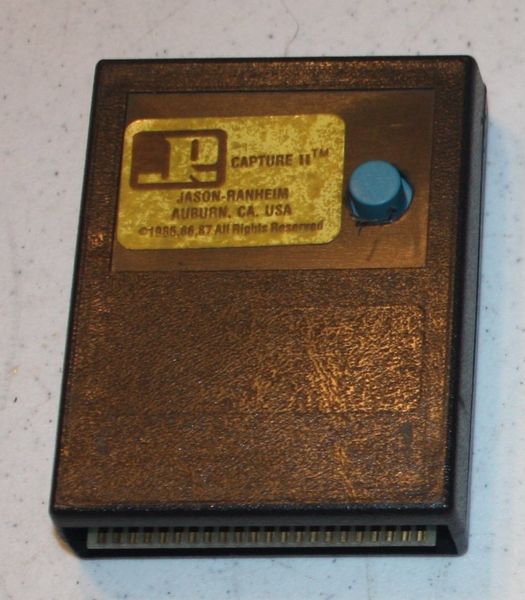 JR
CAPTURE II™
JASON-RANHEIM
AUBURN, CA. USA
©1985,86,87 All Rights Reserved